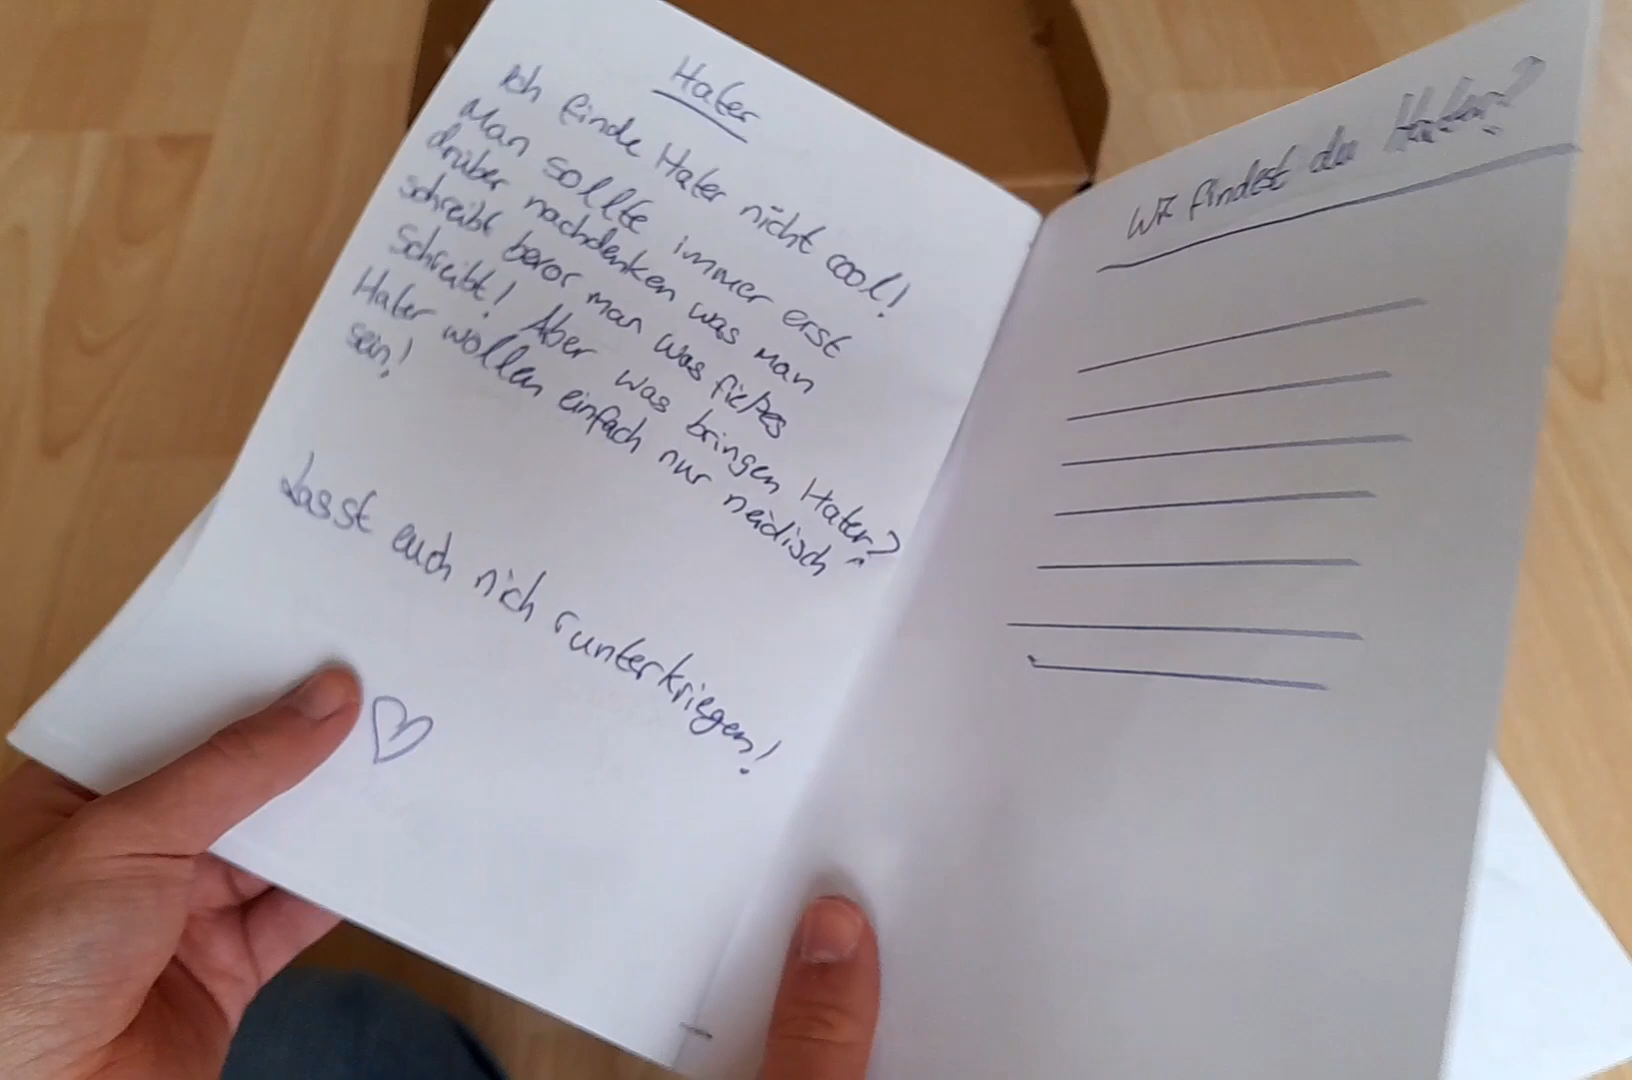 Hater
Ich finde Hater nicht cool!
Man sollte immer erst
drüber nachdenken was man
schreibt bevor man was fieses
schreibt! Aber was bringen Hater?
Hater wollen einfach nur neidisch
sein!
Lasst euch nich runterkriegen!
Wie findest du Hater?